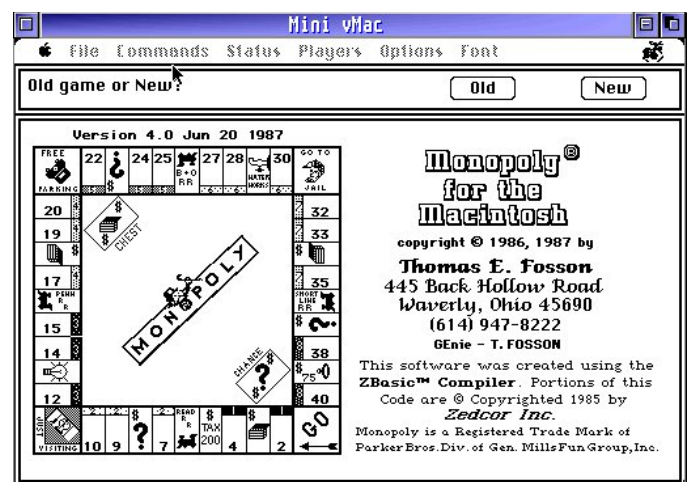 Mini vMac
File Commands Status Players Options Font
Old game or New?
Old
New
Version 4.0 Jun 20 1987
FREE
PARKING
22
$
24
25
B+O
RR
27
28
WATER
WORKS
30
GO TO
JAIL
20
19
17
PENN
R
R
15
14
12
32
33
$
35
SHORT
LINE
RR
$
38
$
75
40
$
CHEST
MONOPOLY
CHANCE
?
$
JUST
VISITING
10
9
$
?
7
READ
R
R
$
TAX
200
4
$
2
GO
Monopoly®
for the
Macintosh
copyright © 1986, 1987 by
Thomas E. Fosson
445 Back Hollow Road
Waverly, Ohio 45690
(614) 947-8222
GEnie - T. FOSSON
This software was created using the
ZBasic™ Compiler. Portions of this
Code are © Copyrighted 1985 by
Zedcor Inc.
Monopoly is a Registered Trade Mark of
ParkerBros.Div.of Gen. MillsFunGroup,Inc.